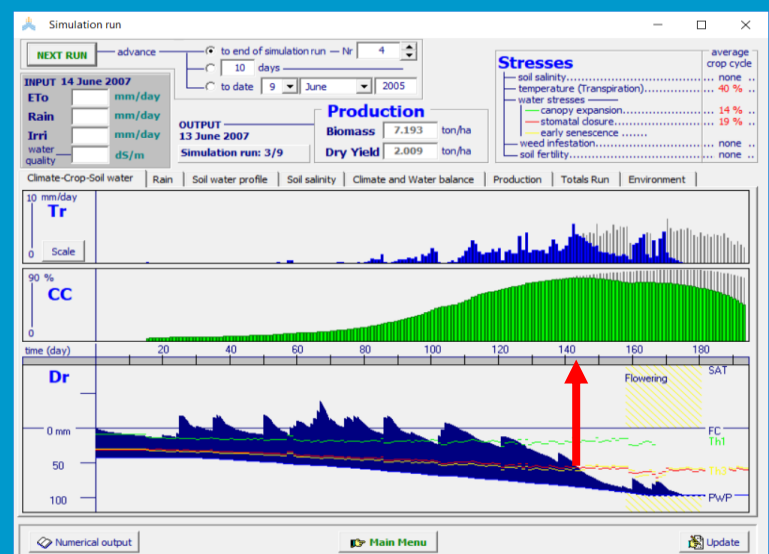 Simulation run
NEXT RUN
advance
to end of simulation run — Nr 4
10 days
to date 9 June 2005
INPUT 14 June 2007
ETo mm/day
Rain mm/day
Irri mm/day
water quality dS/m
OUTPUT
13 June 2007
Simulation run: 3/9
Production
Biomass 7.193 ton/ha
Dry Yield 2.009 ton/ha
Stresses
average
crop cycle
soil salinity........ none ..
temperature (Transpiration)........ 40 % ..
water stresses
canopy expansion........ 14 % ..
stomatal closure........ 19 % ..
early senescence .......
weed infestation........ none ..
soil fertility........ none ..
Climate-Crop-Soil water | Rain | Soil water profile | Soil salinity | Climate and Water balance | Production | Totals Run | Environment
10 mm/day
Tr
0
Scale
90 %
CC
0
time (day) 20 40 60 80 100 120 140 160 180
Dr
SAT
Flowering
0 mm
FC
Th1
50
PWP
100
Numerical output
Main Menu
Update